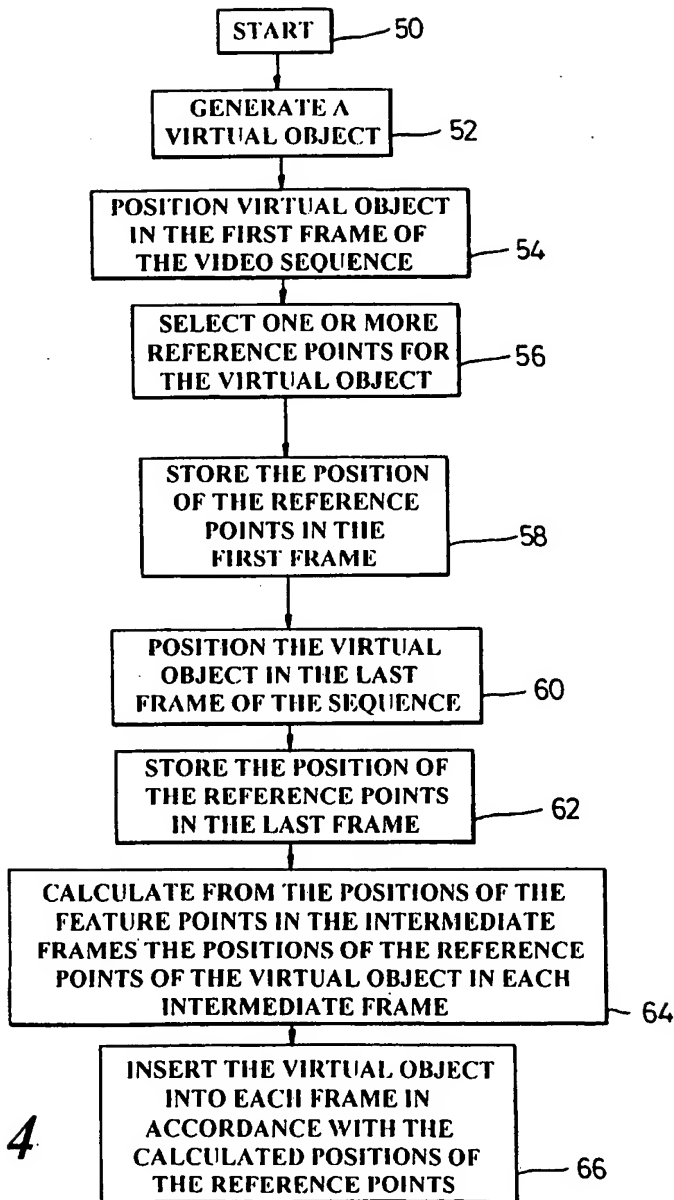 START
50
GENERATE A
VIRTUAL OBJECT
52
POSITION VIRTUAL OBJECT
IN THE FIRST FRAME OF
THE VIDEO SEQUENCE
54
SELECT ONE OR MORE
REFERENCE POINTS FOR
THE VIRTUAL OBJECT
56
STORE THE POSITION
OF THE REFERENCE
POINTS IN THE
FIRST FRAME
58
POSITION THE VIRTUAL
OBJECT IN THE LAST
FRAME OF THE SEQUENCE
60
STORE THE POSITION OF
THE REFERENCE POINTS
IN THE LAST FRAME
62
CALCULATE FROM THE POSITIONS OF THE
FEATURE POINTS IN THE INTERMEDIATE
FRAMES THE POSITIONS OF THE REFERENCE
POINTS OF THE VIRTUAL OBJECT IN EACH
INTERMEDIATE FRAME
64
INSERT THE VIRTUAL OBJECT
INTO EACH FRAME IN
ACCORDANCE WITH THE
CALCULATED POSITIONS OF
THE REFERENCE POINTS
66
4